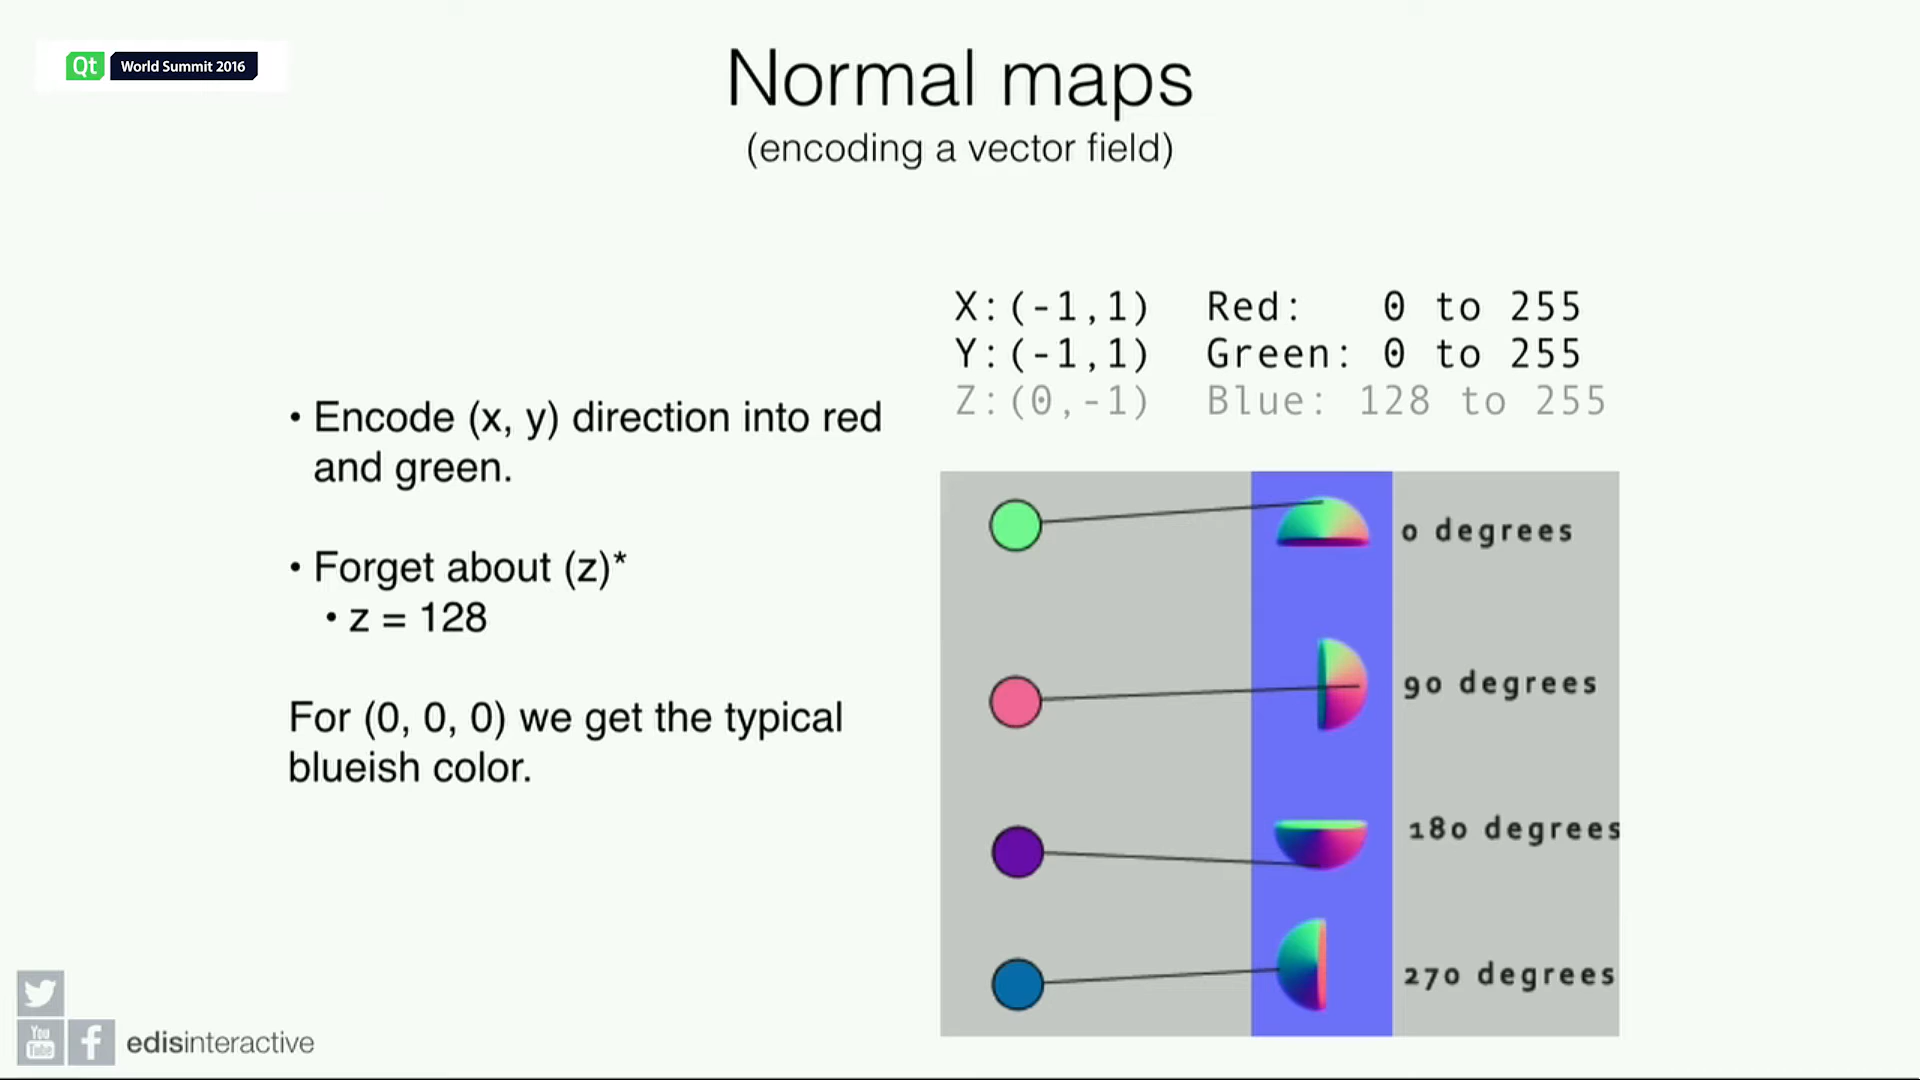 Qt World Summit 2016
Normal maps
(encoding a vector field)
• Encode (x, y) direction into red
and green.
• Forget about (z)*
• z = 128
For (0, 0, 0) we get the typical
blueish color.
X:(-1,1) Red: 0 to 255
Y:(-1,1) Green: 0 to 255
Z:(0,-1) Blue: 128 to 255
0 degrees
90 degrees
180 degrees
270 degrees
You
Tube
f
edisinteractive